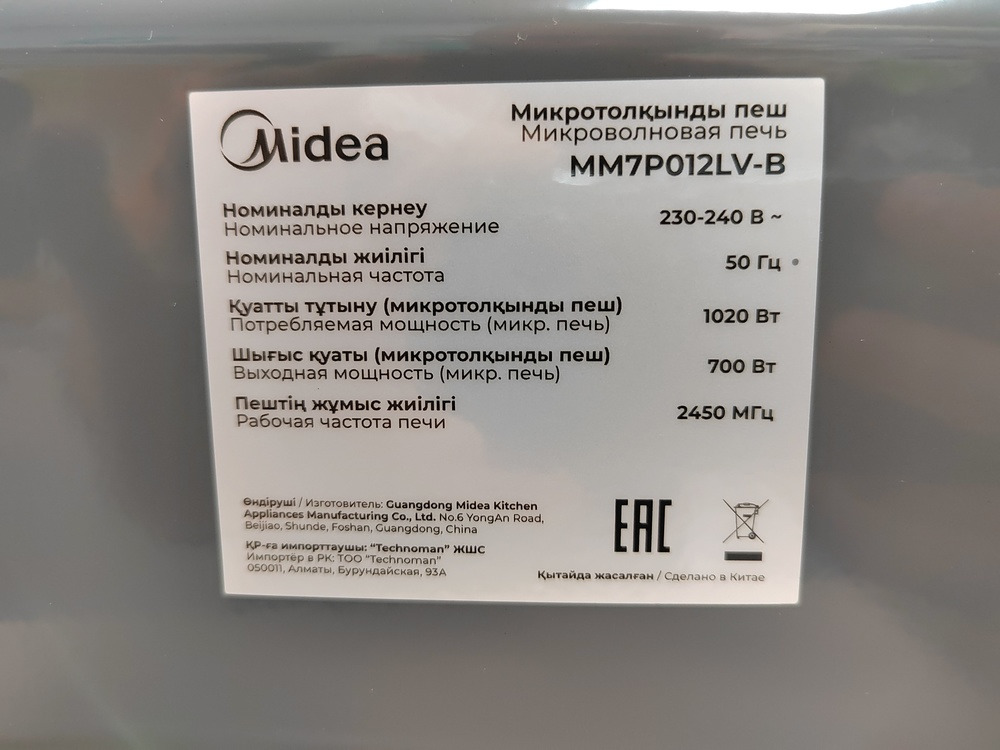 Midea
Микротолқынды пеш
Микроволновая печь
MM7P012LV-B
Номиналды кернеу
Номинальное напряжение
230-240 В ~
Номиналды жиілігі
Номинальная частота
50 Гц
Қуатты тұтыну (микротолқынды пеш)
Потребляемая мощность (микр. печь)
1020 Вт
Шығыс қуаты (микротолқынды пеш)
Выходная мощность (микр. печь)
700 Вт
Пештің жұмыс жиілігі
Рабочая частота печи
2450 МГц
Өндіруші / Изготовитель: Guangdong Midea Kitchen
Appliances Manufacturing Co., Ltd. No.6 YongAn Road,
Beijiao, Shunde, Foshan, Guangdong, China
ҚР-ға импорттаушы: “Technoman” ЖШС
Импортёр в РК: ТОО “Technoman”
050011, Алматы, Бурундайская, 93А
EAC
Қытайда жасалған / Сделано в Китае